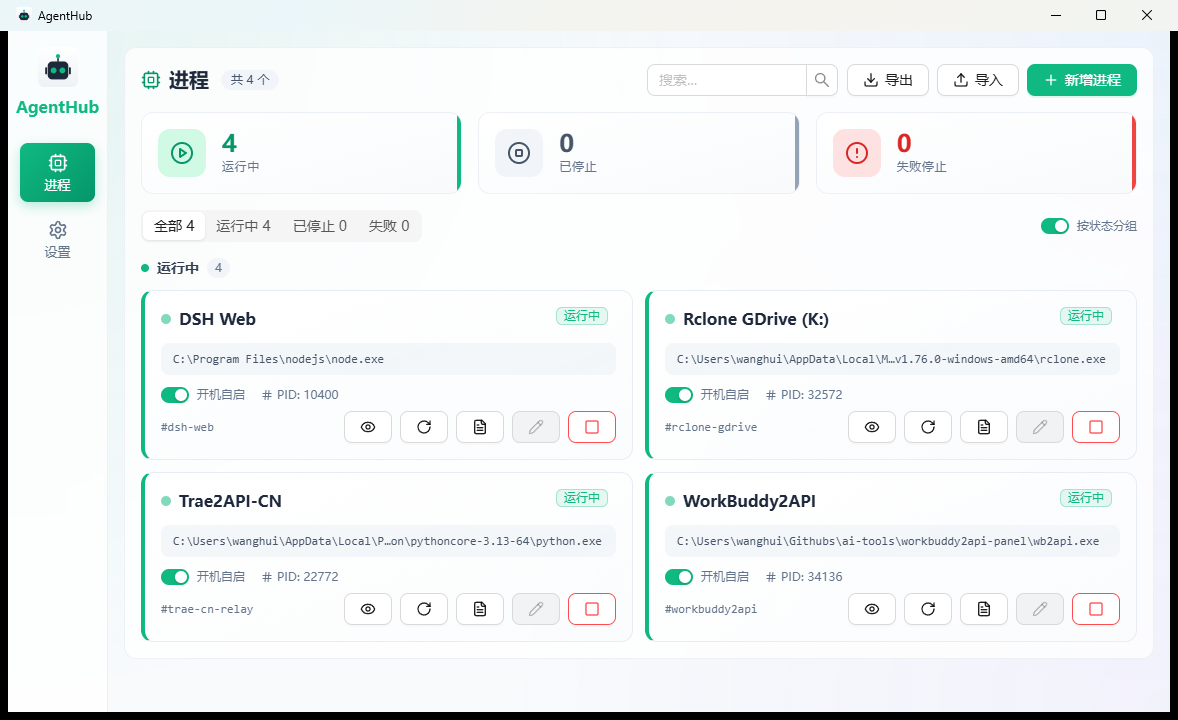 AgentHub
AgentHub
进程
设置
进程 共 4 个
搜索...
导出
导入
新增进程
4
运行中
0
已停止
0
失败停止
全部 4 运行中 4 已停止 0 失败 0
按状态分组
运行中 4
DSH Web 运行中
C:\Program Files\nodejs\node.exe
开机自启 # PID: 10400
#dsh-web
Rclone GDrive (K:) 运行中
C:\Users\wanghui\AppData\Local\M…v1.76.0-windows-amd64\rclone.exe
开机自启 # PID: 32572
#rclone-gdrive
Trae2API-CN 运行中
C:\Users\wanghui\AppData\Local\P…on\pythoncore-3.13-64\python.exe
开机自启 # PID: 22772
#trae-cn-relay
WorkBuddy2API 运行中
C:\Users\wanghui\Githubs\ai-tools\workbuddy2api-panel\wb2api.exe
开机自启 # PID: 34136
#workbuddy2api